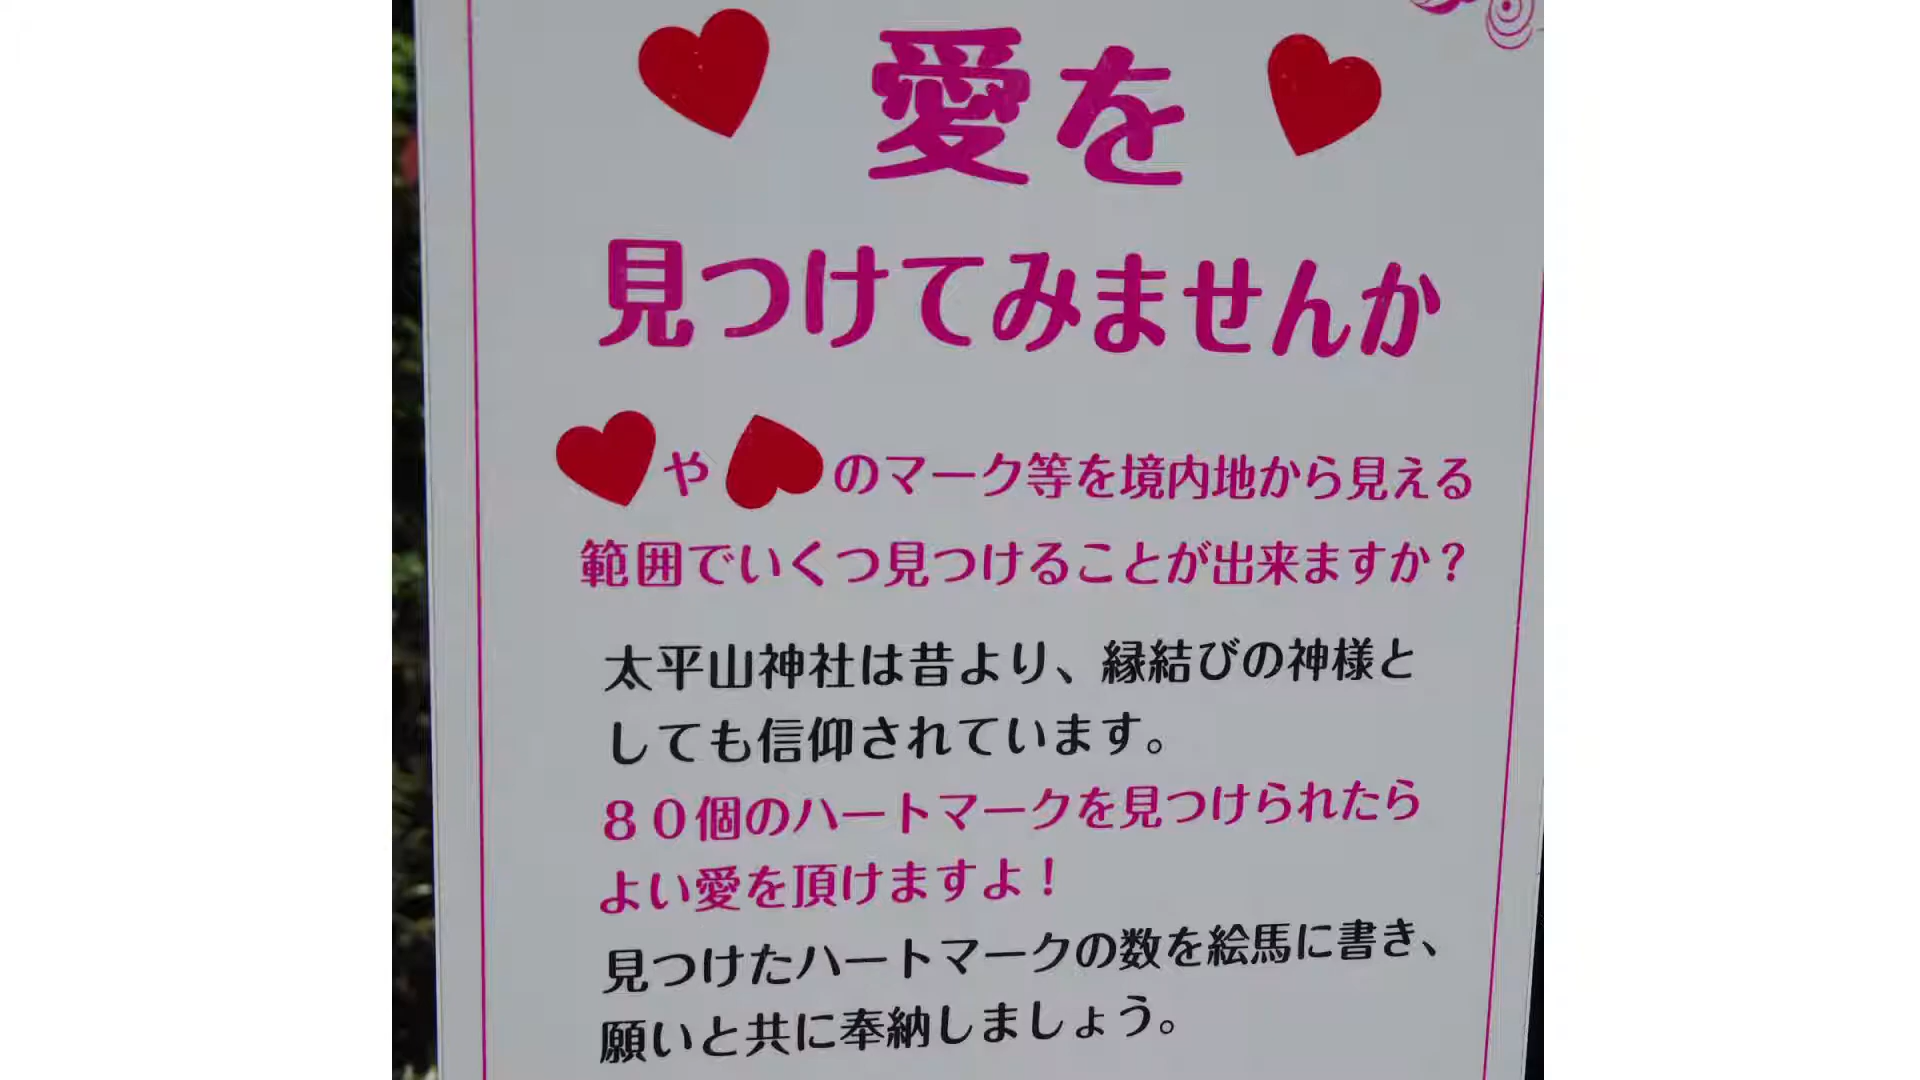 愛を
見つけてみませんか
❤や❤のマーク等を境内地から見える
範囲でいくつ見つけることが出来ますか？
太平山神社は昔より、縁結びの神様と
しても信仰されています。
８０個のハートマークを見つけられたら
よい愛を頂けますよ！
見つけたハートマークの数を絵馬に書き、
願いと共に奉納しましょう。